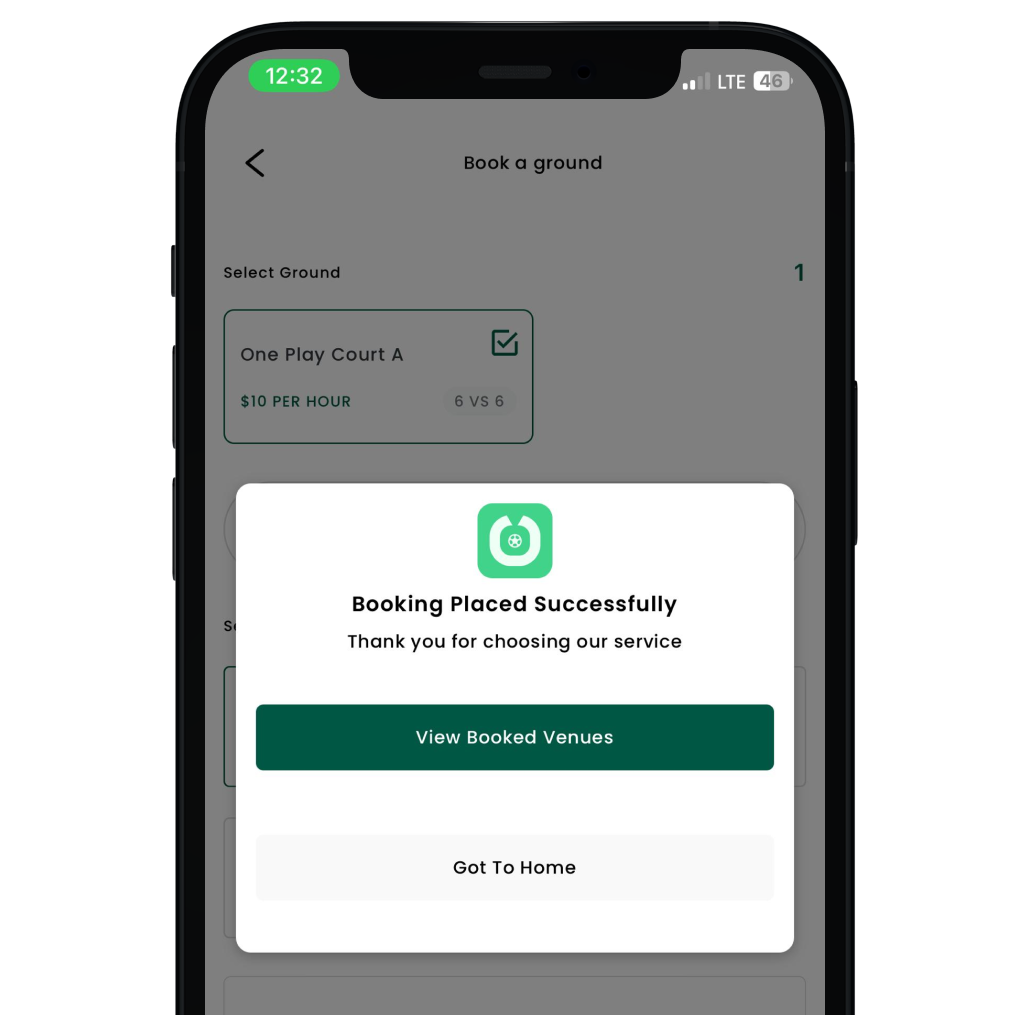 12:32
LTE 46
Book a ground
Select Ground 1
One Play Court A
$10 PER HOUR 6 VS 6
Booking Placed Successfully
Thank you for choosing our service
View Booked Venues
Got To Home